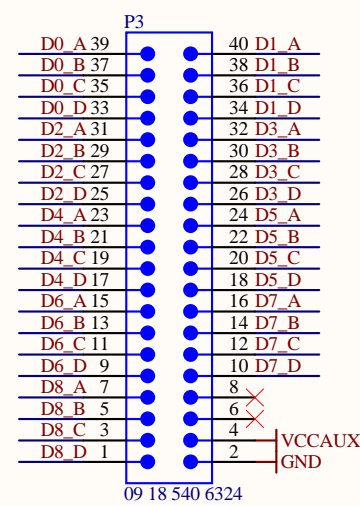 P3
D0_A 39 40 D1_A
D0_B 37 38 D1_B
D0_C 35 36 D1_C
D0_D 33 34 D1_D
D2_A 31 32 D3_A
D2_B 29 30 D3_B
D2_C 27 28 D3_C
D2_D 25 26 D3_D
D4_A 23 24 D5_A
D4_B 21 22 D5_B
D4_C 19 20 D5_C
D4_D 17 18 D5_D
D6_A 15 16 D7_A
D6_B 13 14 D7_B
D6_C 11 12 D7_C
D6_D 9 10 D7_D
D8_A 7 8
D8_B 5 6
D8_C 3 4 VCCAUX
D8_D 1 2 GND
09 18 540 6324